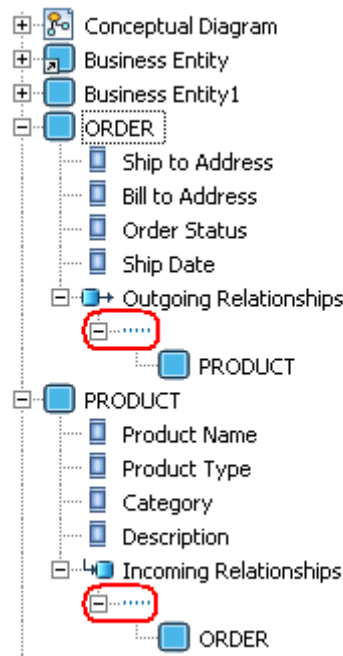 Conceptual Diagram
Business Entity
Business Entity1
ORDER
Ship to Address
Bill to Address
Order Status
Ship Date
Outgoing Relationships
PRODUCT
PRODUCT
Product Name
Product Type
Category
Description
Incoming Relationships
ORDER